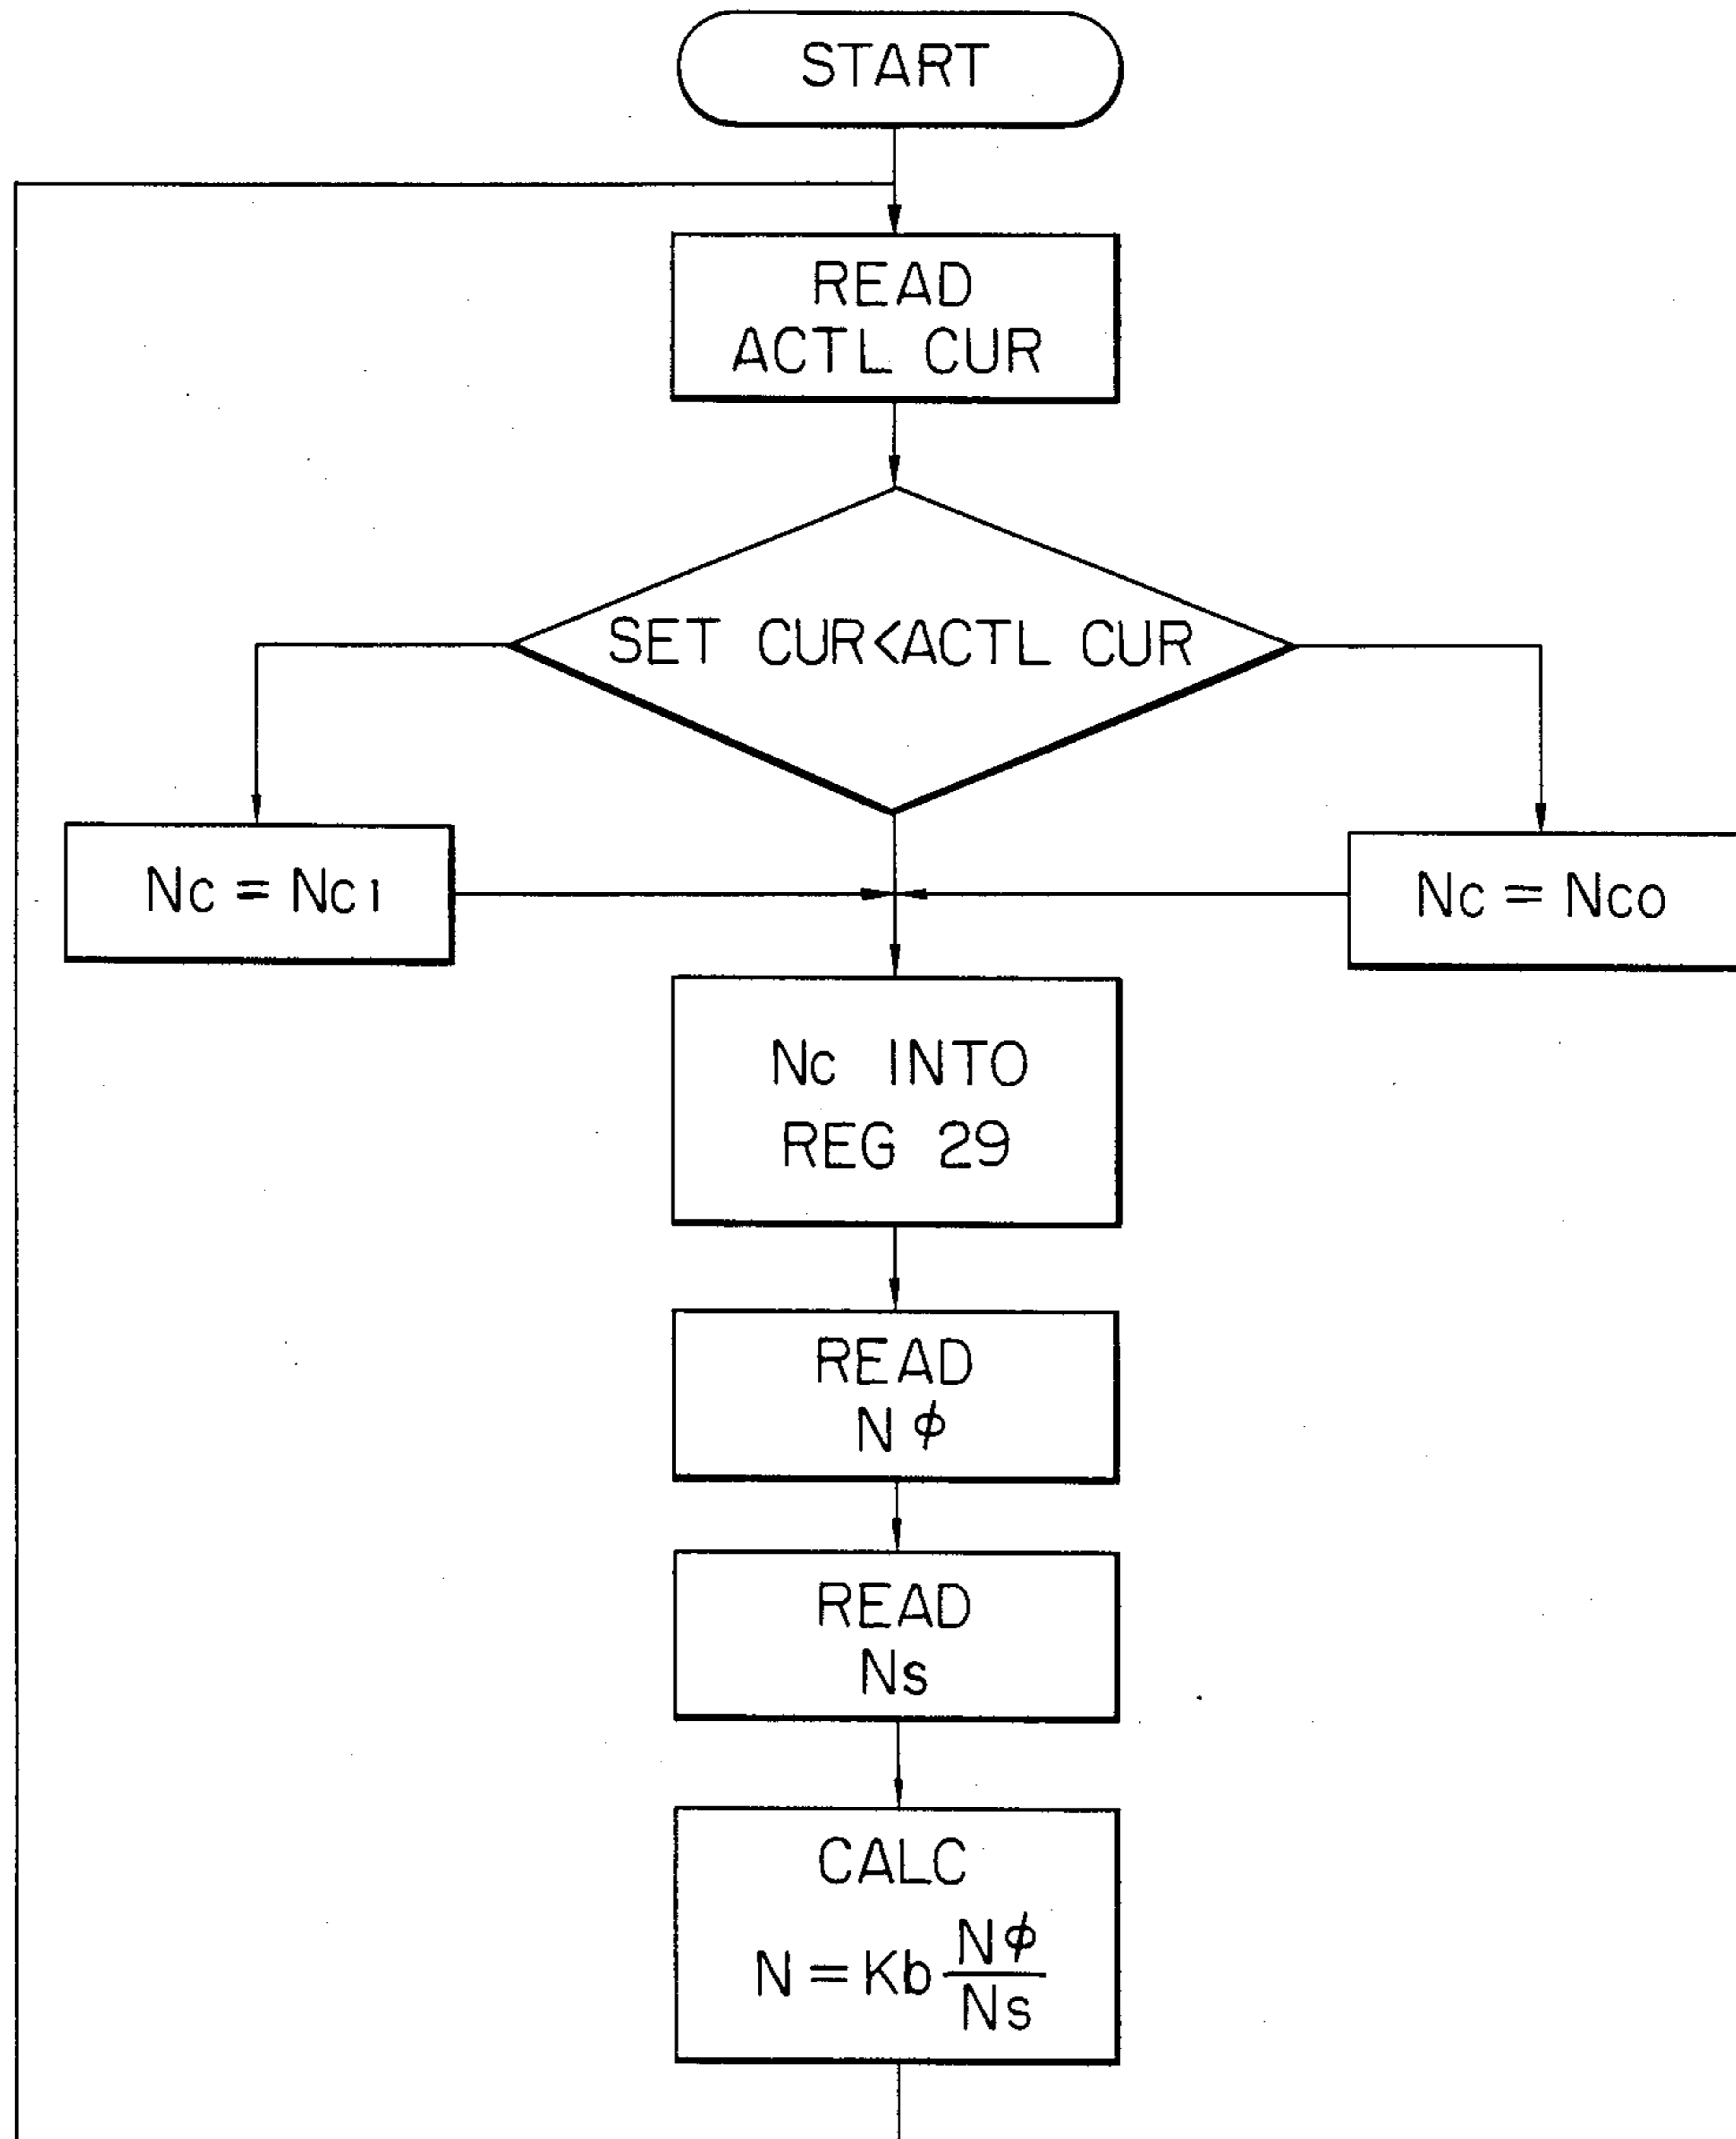 START
READ
ACTL CUR
SET CUR<ACTL CUR
Nc = Nc1
Nc = Nco
Nc INTO
REG 29
READ
Nϕ
READ
Ns
CALC
N = Kb Nϕ/Ns